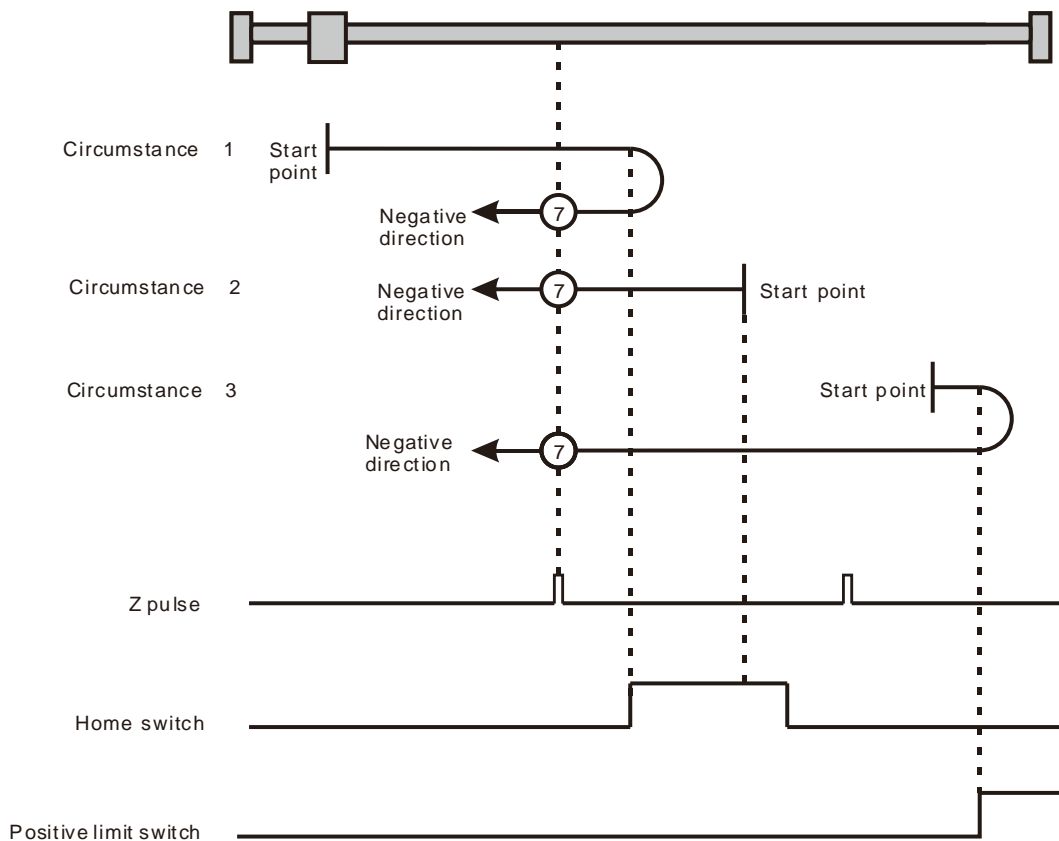 Circumstance 1
Start
point
7
Negative
direction
Circumstance 2
7
Negative
direction
Start point
Circumstance 3
Start point
7
Negative
direction
Z pulse
Home switch
Positive limit switch